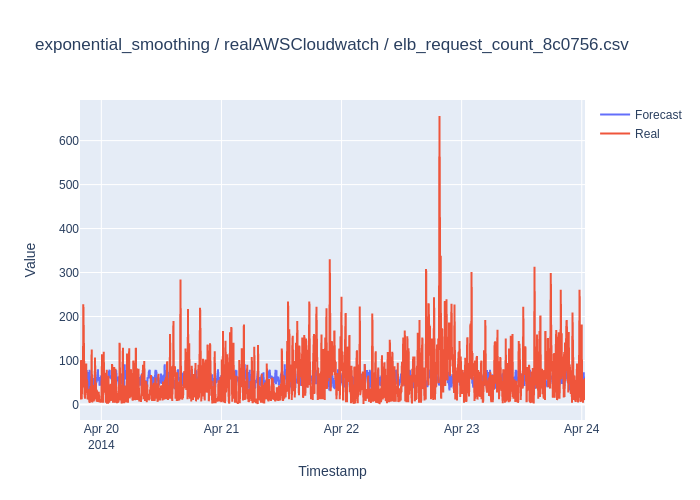 exponential_smoothing / realAWSCloudwatch / elb_request_count_8c0756.csv
Forecast
Real
600
500
400
300
200
100
0
Value
Apr 20
2014
Apr 21
Apr 22
Apr 23
Apr 24
Timestamp